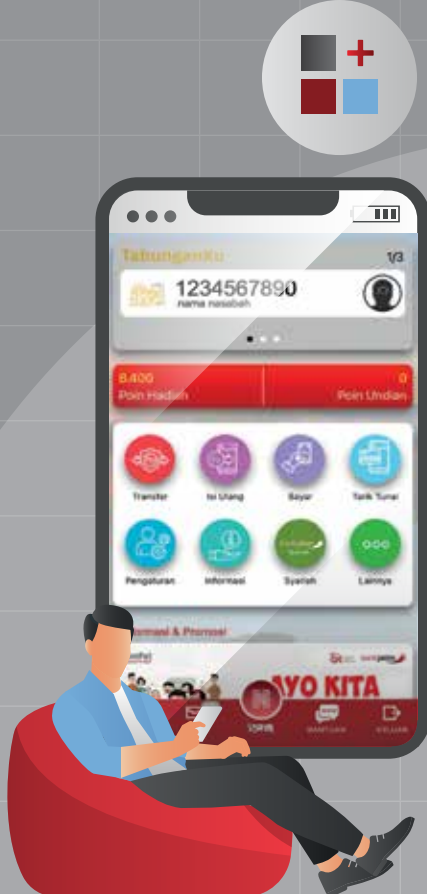 TabunganKu
1/3
1234567890
nama nasabah
8.400
0
Poin Hadiah
Poin Undian
Transfer
Isi Ulang
Bayar
Tarik Tunai
Pengaturan
Informasi
Syariah
Lainnya
& Promosi
AYO KITA